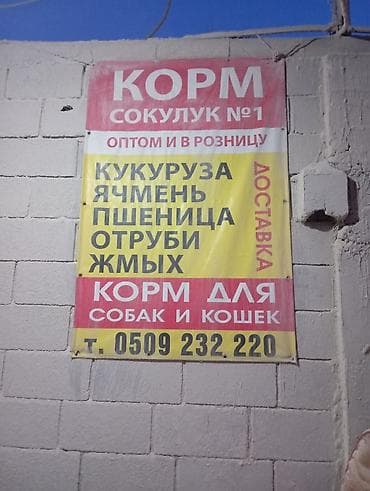 КОРМ
СОКУЛУК №1
ОПТОМ И В РОЗНИЦУ
КУКУРУЗА
ЯЧМЕНЬ
ПШЕНИЦА
ОТРУБИ
ЖМЫХ
ДОСТАВКА
КОРМ ДЛЯ
СОБАК И КОШЕК
т. 0509 232 220